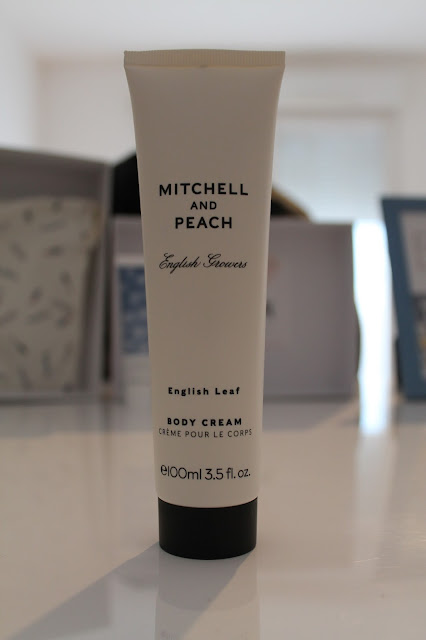 MITCHELL
AND
PEACH
English Growers
English Leaf
BODY CREAM
CRÈME POUR LE CORPS
℮100ml 3.5 fl. oz.